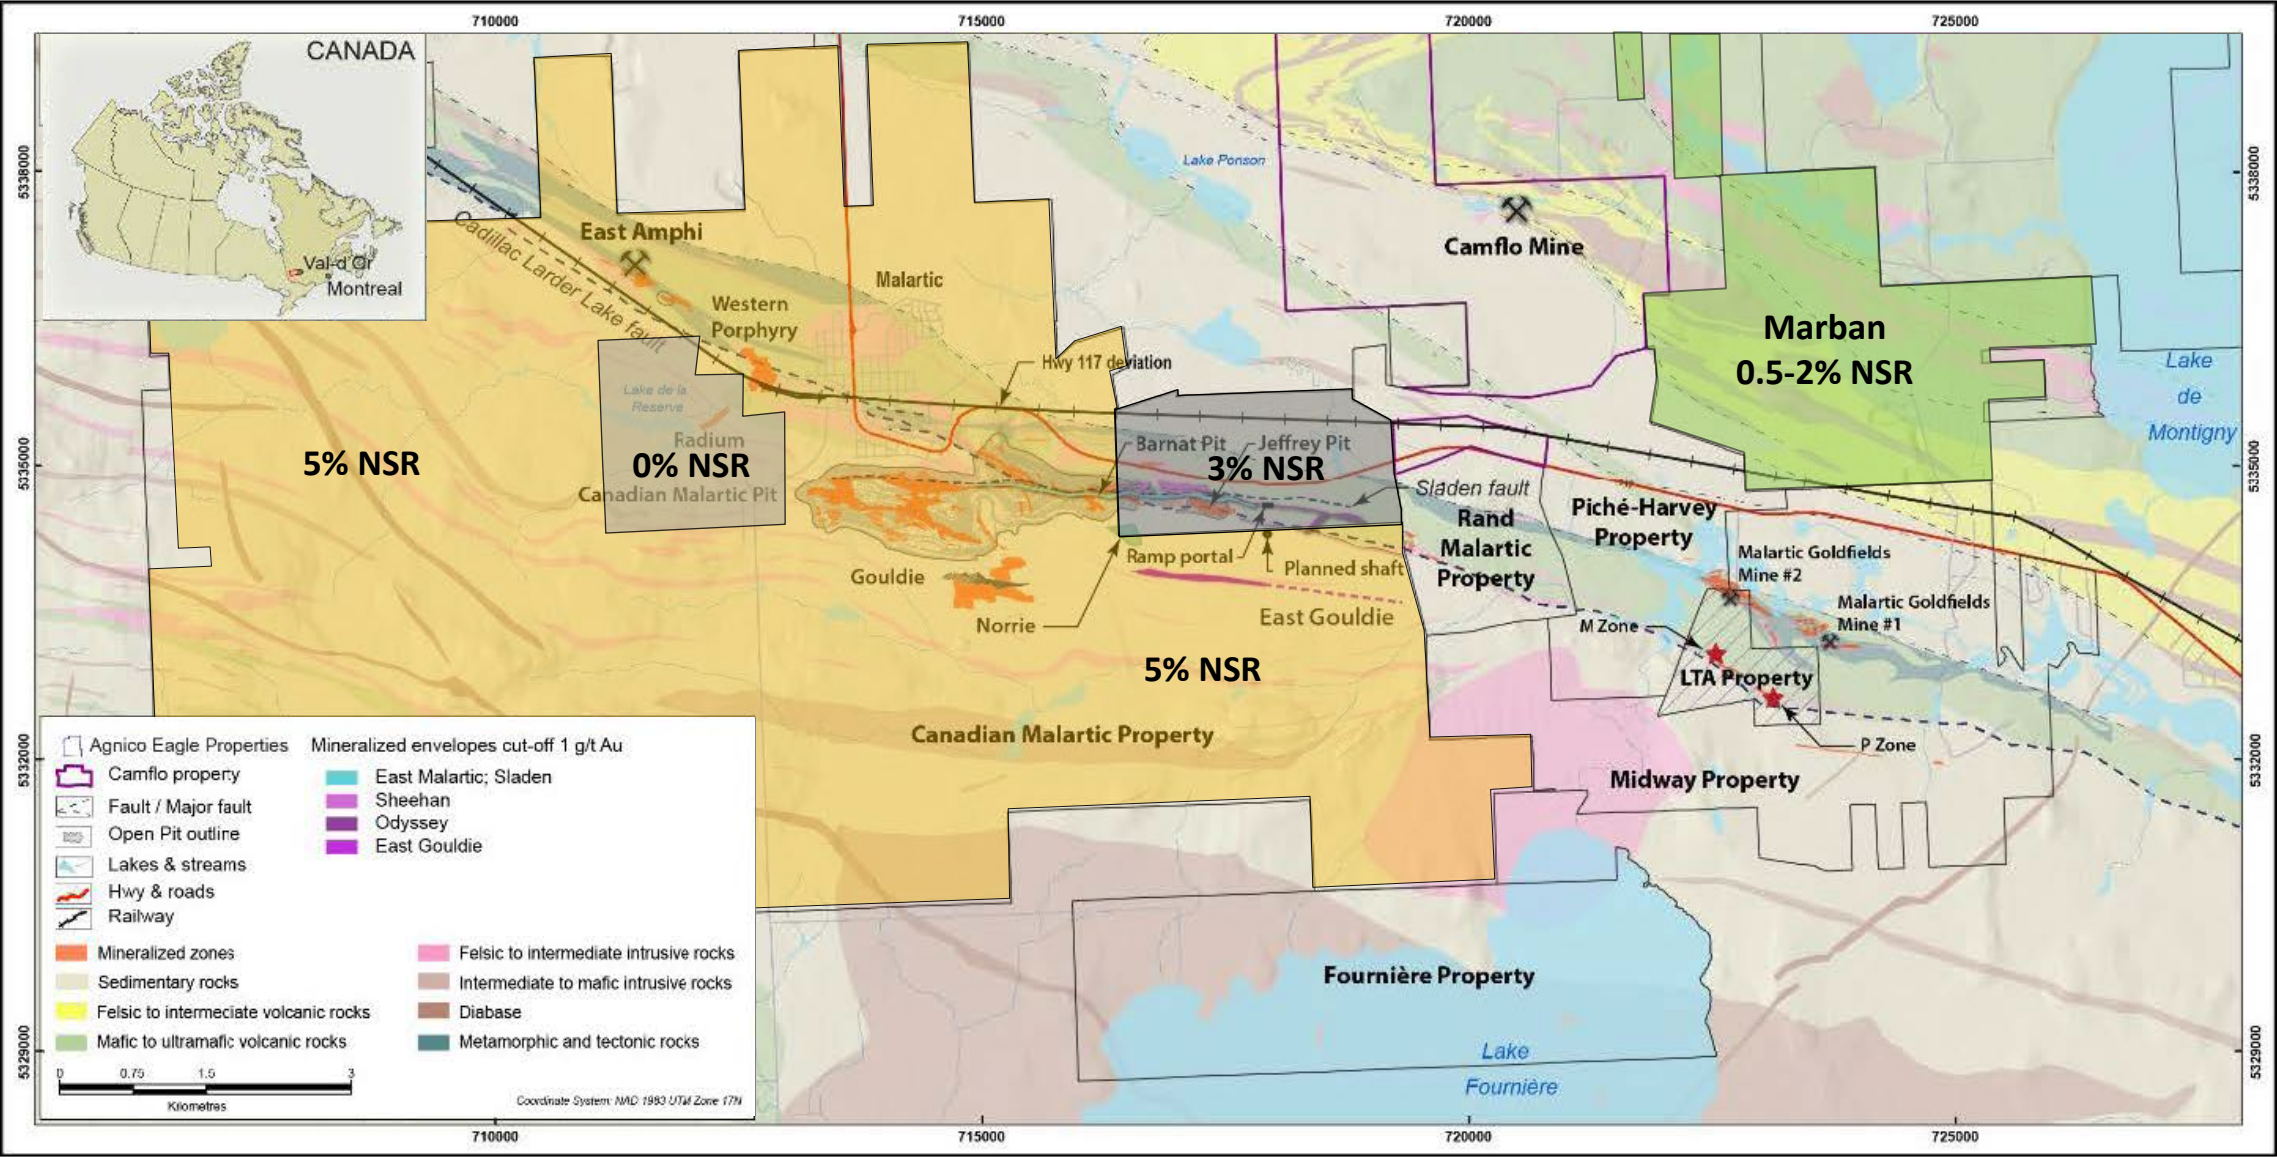 710000
715000
720000
725000
CANADA
Val-d'Or
Montreal
5338000
5338000
Lake Ponson
East Amphi
Cadillac Larder Lake fault
Western
Porphyry
Malartic
Camflo Mine
Marban
0.5-2% NSR
Hwy 117 deviation
Lake de la
Reserve
Lake
de
Montigny
5335000
5335000
5% NSR
Radium
0% NSR
Canadian Malartic Pit
Barnat Pit
Jeffrey Pit
3% NSR
Sladen fault
Rand
Malartic
Property
Piché-Harvey
Property
Malartic Goldfields
Mine #2
Malartic Goldfields
Mine #1
Ramp portal
Planned shaft
Gouldie
Norrie
East Gouldie
M Zone
LTA Property
P Zone
5% NSR
Canadian Malartic Property
Midway Property
5332000
5332000
Agnico Eagle Properties
Camflo property
Fault / Major fault
Open Pit outline
Lakes & streams
Hwy & roads
Railway
Mineralized envelopes cut-off 1 g/t Au
East Malartic; Sladen
Sheehan
Odyssey
East Gouldie
Mineralized zones
Sedimentary rocks
Felsic to intermeciate volcanic rocks
Mafic to ultramafic volcanic rocks
Felsic to intermediate intrusive rocks
Intermediate to mafic intrusive rocks
Diabase
Metamorphic and tectonic rocks
0 0.75 1.5 3
Kilometres
Coordinate System: NAD 1983 UTM Zone 17N
Fournière Property
Lake
Fournière
5329000
5329000
710000
715000
720000
725000